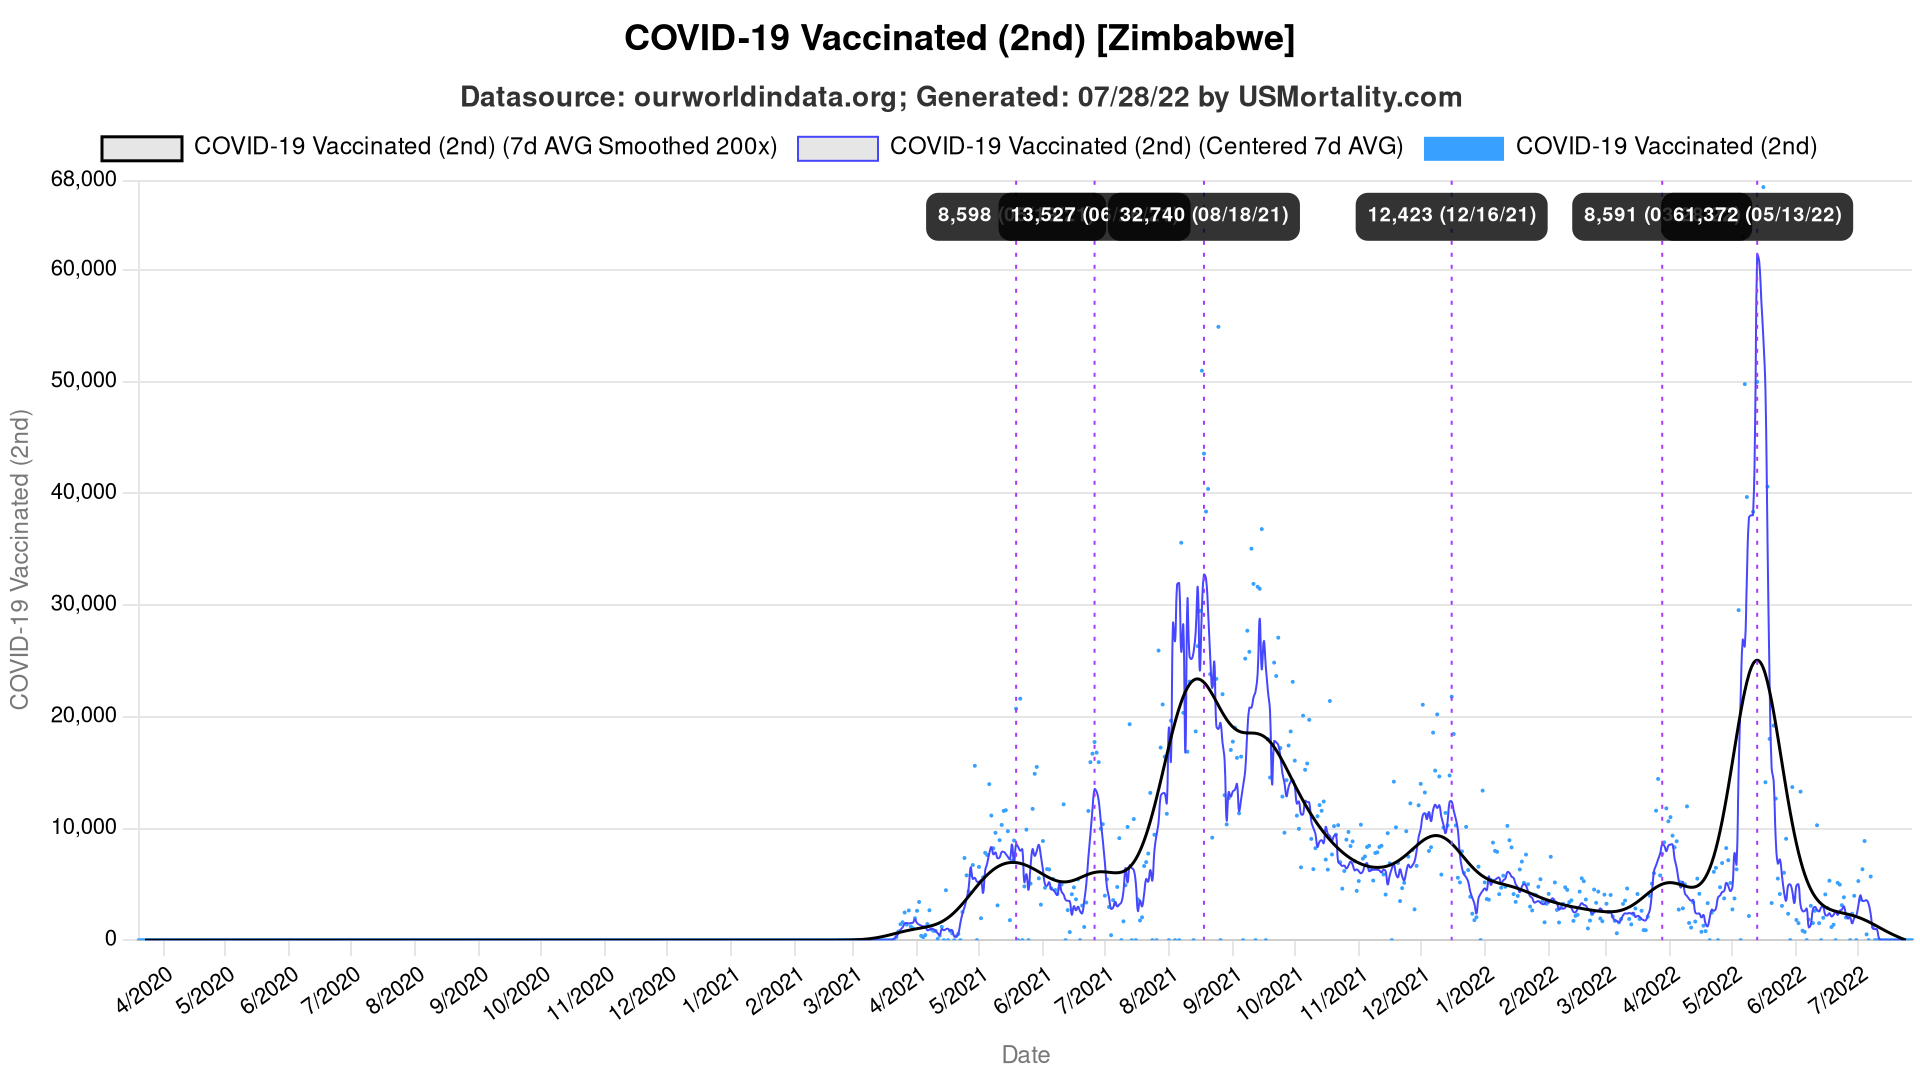 COVID-19 Vaccinated (2nd) [Zimbabwe]
Datasource: ourworldindata.org; Generated: 07/28/22 by USMortality.com
COVID-19 Vaccinated (2nd) (7d AVG Smoothed 200x) COVID-19 Vaccinated (2nd) (Centered 7d AVG) COVID-19 Vaccinated (2nd)
8,598 13,527 (06 32,740 (08/18/21) 12,423 (12/16/21) 8,591 (03 61,372 (05/13/22)
68,000
60,000
50,000
40,000
30,000
20,000
10,000
0
COVID-19 Vaccinated (2nd)
4/2020 5/2020 6/2020 7/2020 8/2020 9/2020 10/2020 11/2020 12/2020 1/2021 2/2021 3/2021 4/2021 5/2021 6/2021 7/2021 8/2021 9/2021 10/2021 11/2021 12/2021 1/2022 2/2022 3/2022 4/2022 5/2022 6/2022 7/2022
Date